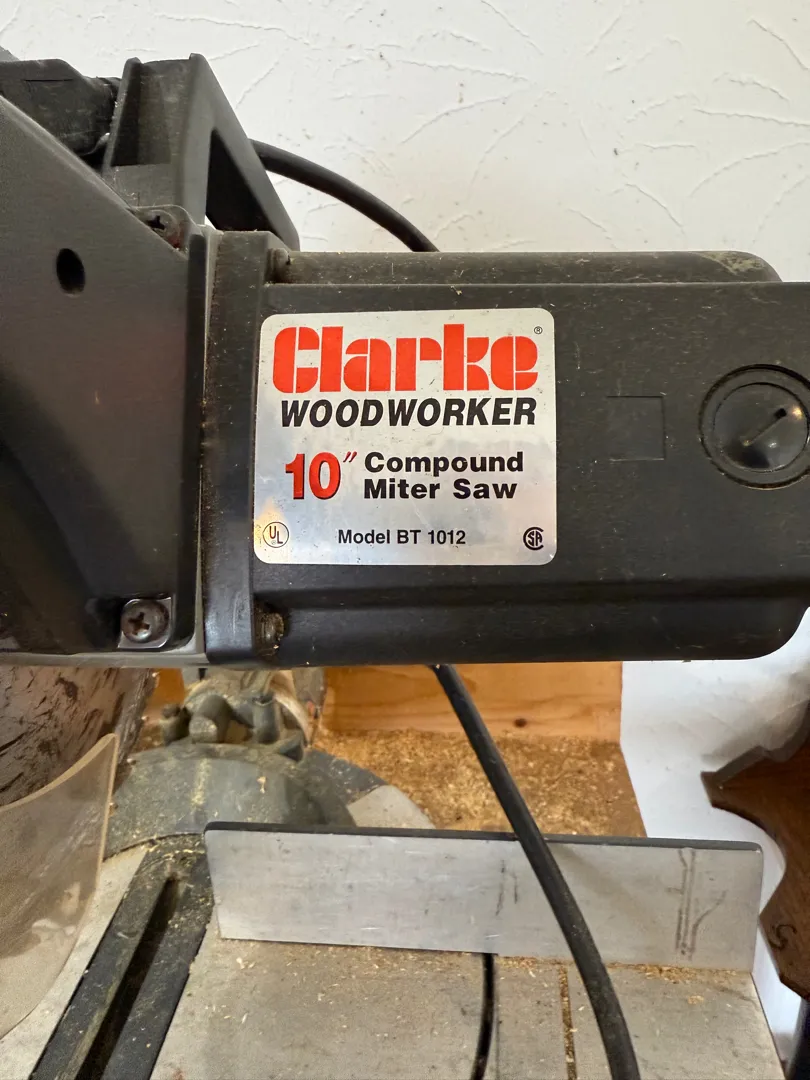 Clarke®
WOODWORKER
10" Compound
Miter Saw
UL Model BT 1012 SA
S